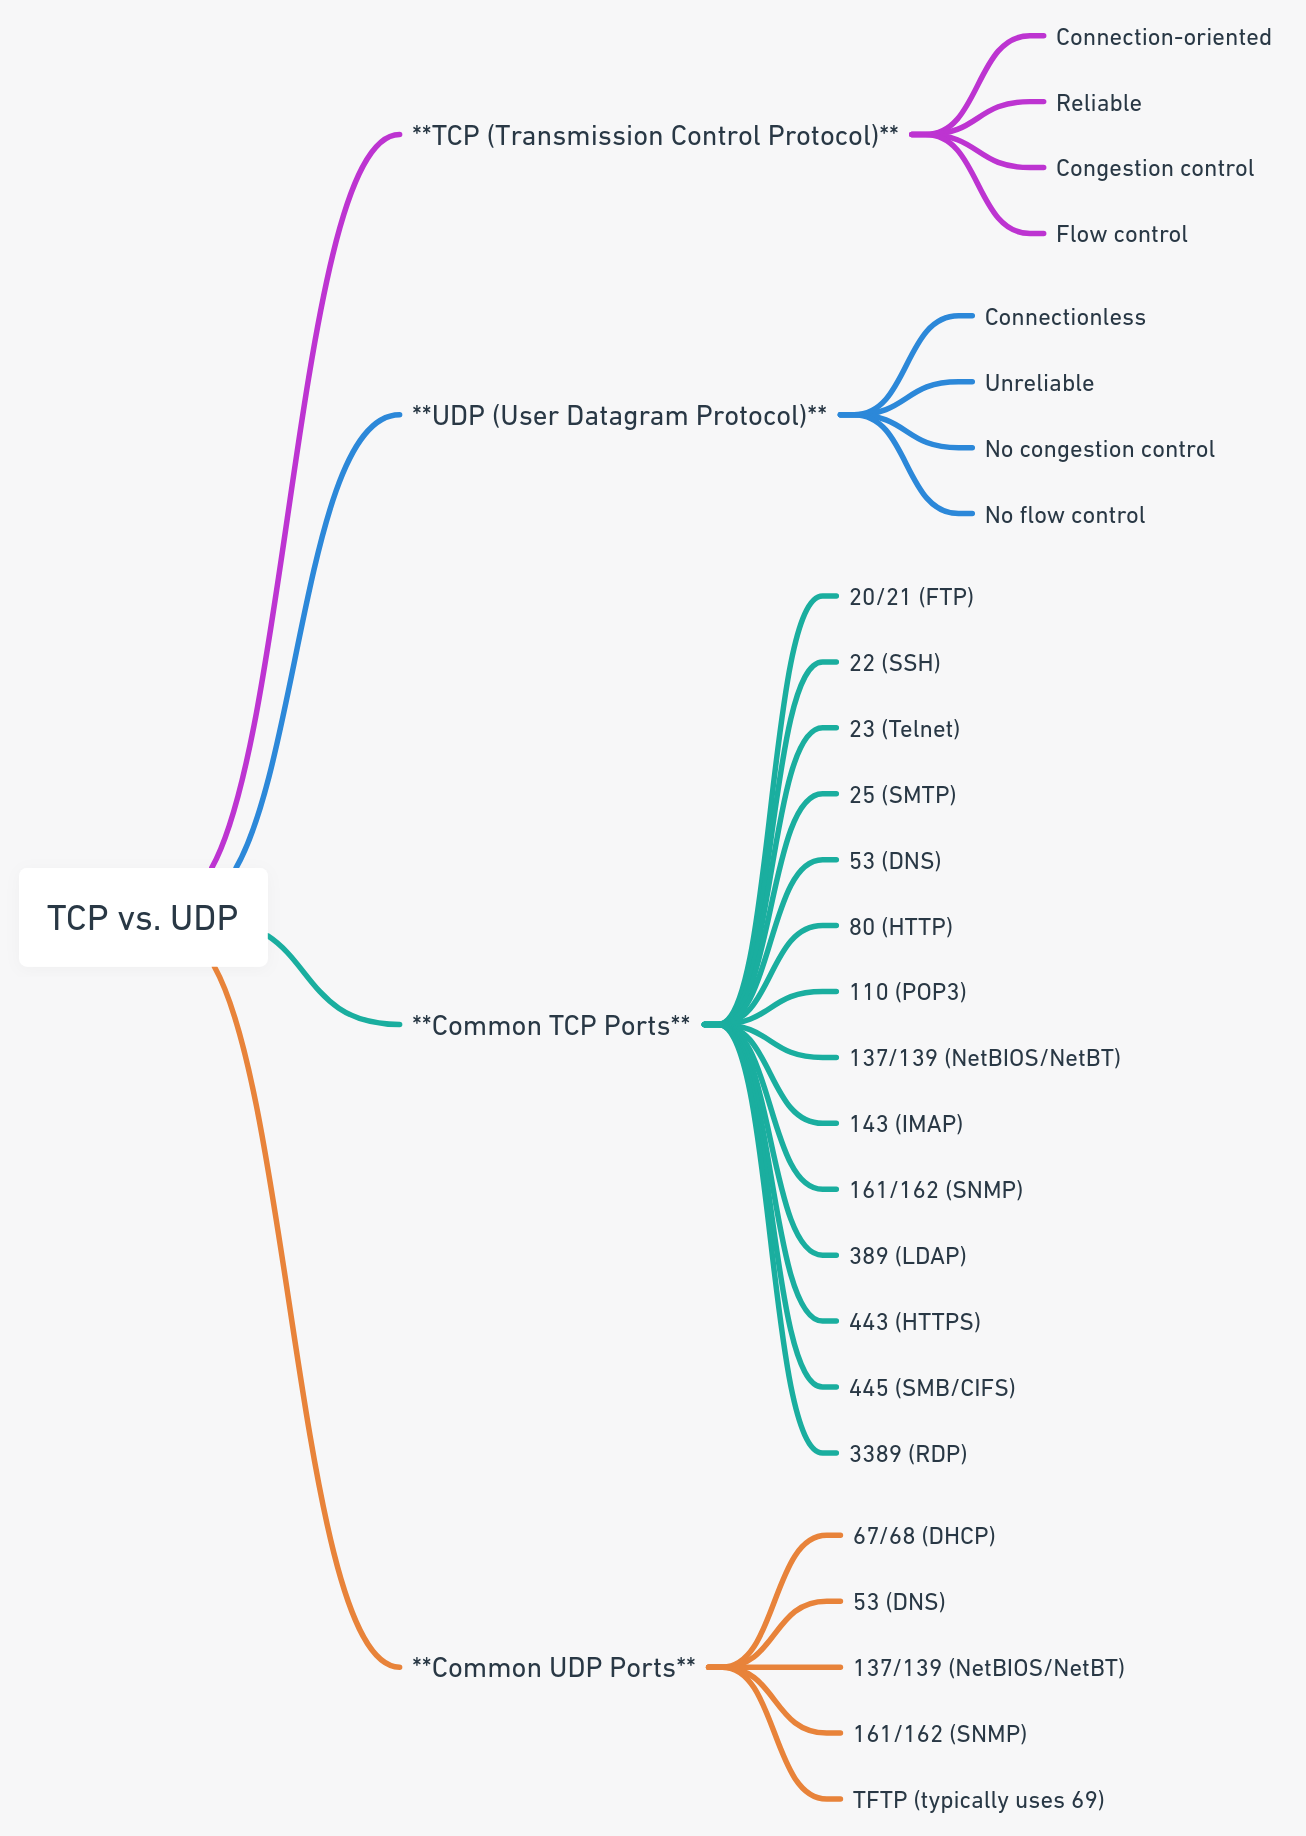 TCP vs. UDP
**TCP (Transmission Control Protocol)**
Connection-oriented
Reliable
Congestion control
Flow control
**UDP (User Datagram Protocol)**
Connectionless
Unreliable
No congestion control
No flow control
**Common TCP Ports**
20/21 (FTP)
22 (SSH)
23 (Telnet)
25 (SMTP)
53 (DNS)
80 (HTTP)
110 (POP3)
137/139 (NetBIOS/NetBT)
143 (IMAP)
161/162 (SNMP)
389 (LDAP)
443 (HTTPS)
445 (SMB/CIFS)
3389 (RDP)
**Common UDP Ports**
67/68 (DHCP)
53 (DNS)
137/139 (NetBIOS/NetBT)
161/162 (SNMP)
TFTP (typically uses 69)